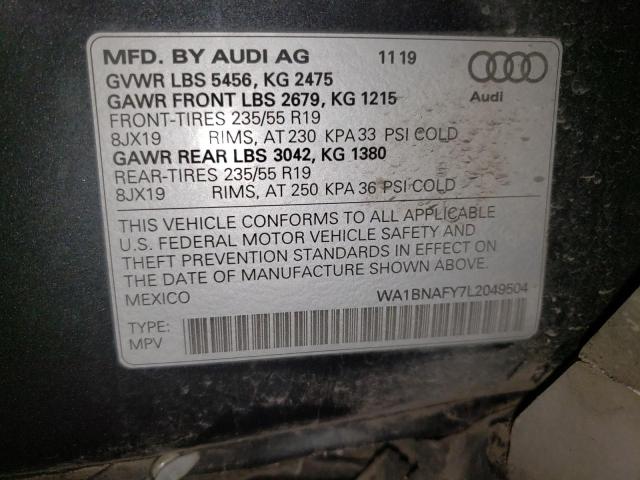 MFD. BY AUDI AG 11 19
GVWR LBS 5456, KG 2475
GAWR FRONT LBS 2679, KG 1215
Audi
FRONT-TIRES 235/55 R19
8JX19 RIMS, AT 230 KPA 33 PSI COLD
GAWR REAR LBS 3042, KG 1380
REAR-TIRES 235/55 R19
8JX19 RIMS, AT 250 KPA 36 PSI COLD
THIS VEHICLE CONFORMS TO ALL APPLICABLE
U.S. FEDERAL MOTOR VEHICLE SAFETY AND
THEFT PREVENTION STANDARDS IN EFFECT ON
THE DATE OF MANUFACTURE SHOWN ABOVE.
MEXICO WA1BNAFY7L2049504
TYPE:
MPV